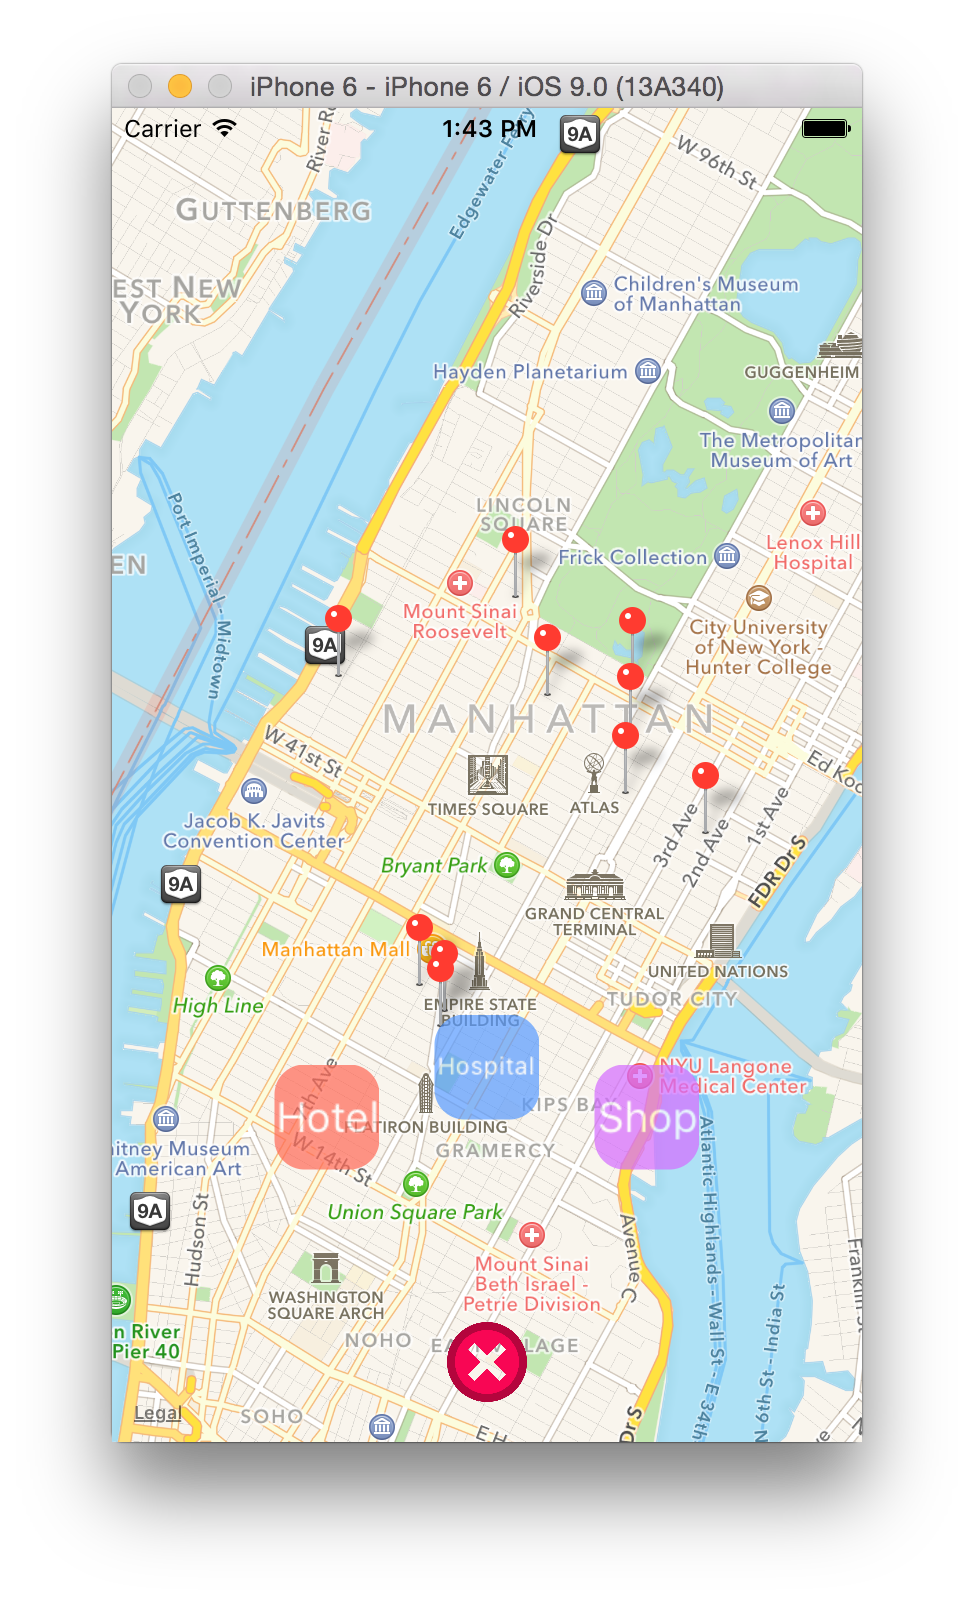 iPhone 6 - iPhone 6 / iOS 9.0 (13A340)
Carrier
1:43 PM
9A
River
Edgewater Ferry
W 96th St
GUTTENBERG
Riverside Dr
EST NEW
YORK
Children's Museum
of Manhattan
Hayden Planetarium
GUGGENHEIM
The Metropolitan
Museum of Art
Port Imperial - Midtown
LINCOLN
SQUARE
EN
Frick Collection
Lenox Hill
Hospital
Mount Sinai
Roosevelt
City University
of New York -
Hunter College
9A
MANHATTAN
W 41st St
Ed Koc
TIMES SQUARE
ATLAS
Jacob K. Javits
Convention Center
3rd Ave
2nd Ave
1st Ave
FDR Dr S
Bryant Park
9A
GRAND CENTRAL
TERMINAL
Manhattan Mall
UNITED NATIONS
High Line
EMPIRE STATE
BUILDING
TUDOR CITY
Hospital
NYU Langone
Medical Center
Hotel
7th Ave
Shop
KIPS BAY
FLATIRON BUILDING
itney Museum
American Art
GRAMERCY
W 14th St
Atlantic Highlands - Wall St - E 34th
9A
Hudson St
Union Square Park
Avenue C
Mount Sinai
Beth Israel -
Petrie Division
Franklin St
WASHINGTON
SQUARE ARCH
N 6th St - India St
n River
Pier 40
NOHO
EAST VILLAGE
Legal
SOHO
E H
Dr S